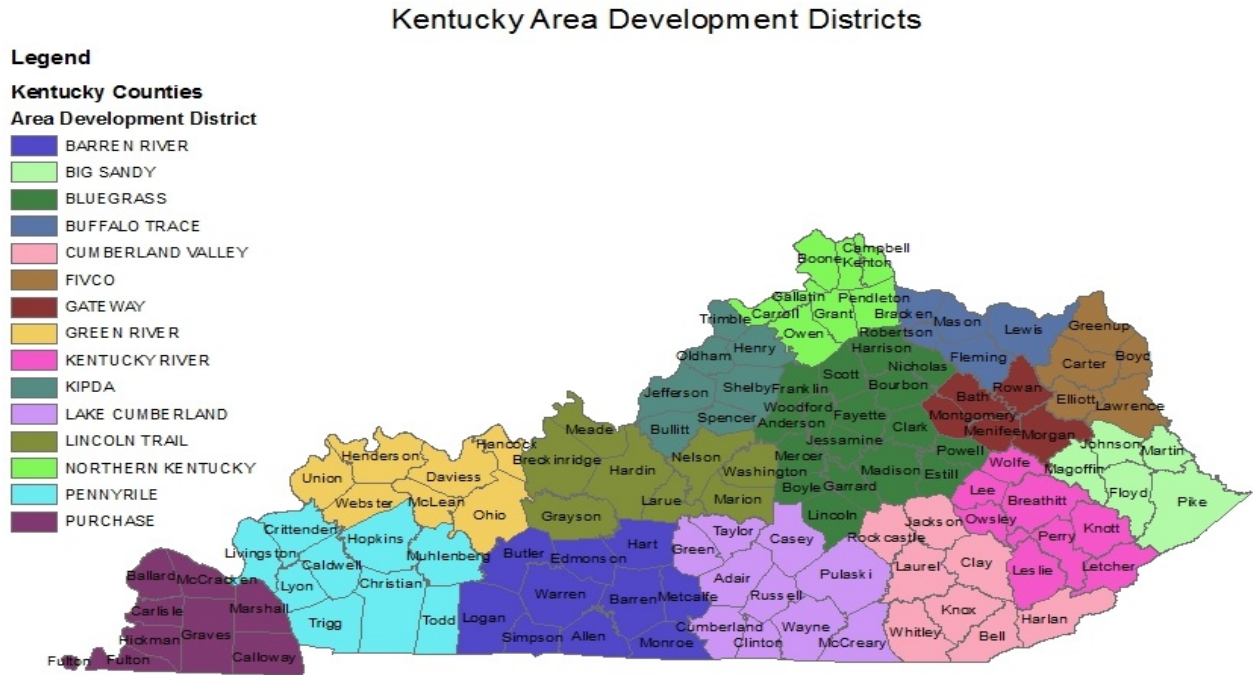 Kentucky Area Development Districts
Legend
Kentucky Counties
Area Development District
BARREN RIVER
BIG SANDY
BLUEGRASS
BUFFALO TRACE
CUMBERLAND VALLEY
FIVCO
GATEWAY
GREEN RIVER
KENTUCKY RIVER
KIPDA
LAKE CUMBERLAND
LINCOLN TRAIL
NORTHERN KENTUCKY
PENNYRILE
PURCHASE
Campbell
Boone
Kenton
Gallatin
Pendleton
Carroll
Grant
Bracken
Trimble
Owen
Mason
Lewis
Greenup
Robertson
Henry
Harrison
Oldham
Fleming
Carter
Boyd
Nicholas
Scott
Jefferson
Shelby
Franklin
Bourbon
Rowan
Bath
Elliott
Lawrence
Woodford
Spencer
Anderson
Fayette
Montgomery
Bullitt
Clark
Menifee
Morgan
Meade
Jessamine
Johnson
Hancock
Powell
Martin
Henderson
Breckinridge
Nelson
Mercer
Wolfe
Magoffin
Union
Daviess
Hardin
Washington
Madison
Estill
Boyle
Garrard
Lee
Floyd
Pike
Webster
McLean
Larue
Marion
Breathitt
Ohio
Grayson
Lincoln
Owsley
Jackson
Knott
Crittenden
Hopkins
Taylor
Casey
Rockcastle
Perry
Livingston
Muhlenberg
Butler
Edmonson
Hart
Green
Caldwell
Laurel
Clay
Letcher
Leslie
Ballard
McCracken
Lyon
Christian
Adair
Pulaski
Warren
Barren
Metcalfe
Russell
Carlisle
Marshall
Knox
Harlan
Trigg
Todd
Logan
Cumberland
Wayne
Hickman
Graves
Simpson
Allen
Monroe
Clinton
McCreary
Whitley
Bell
Fulton
Fulton
Calloway